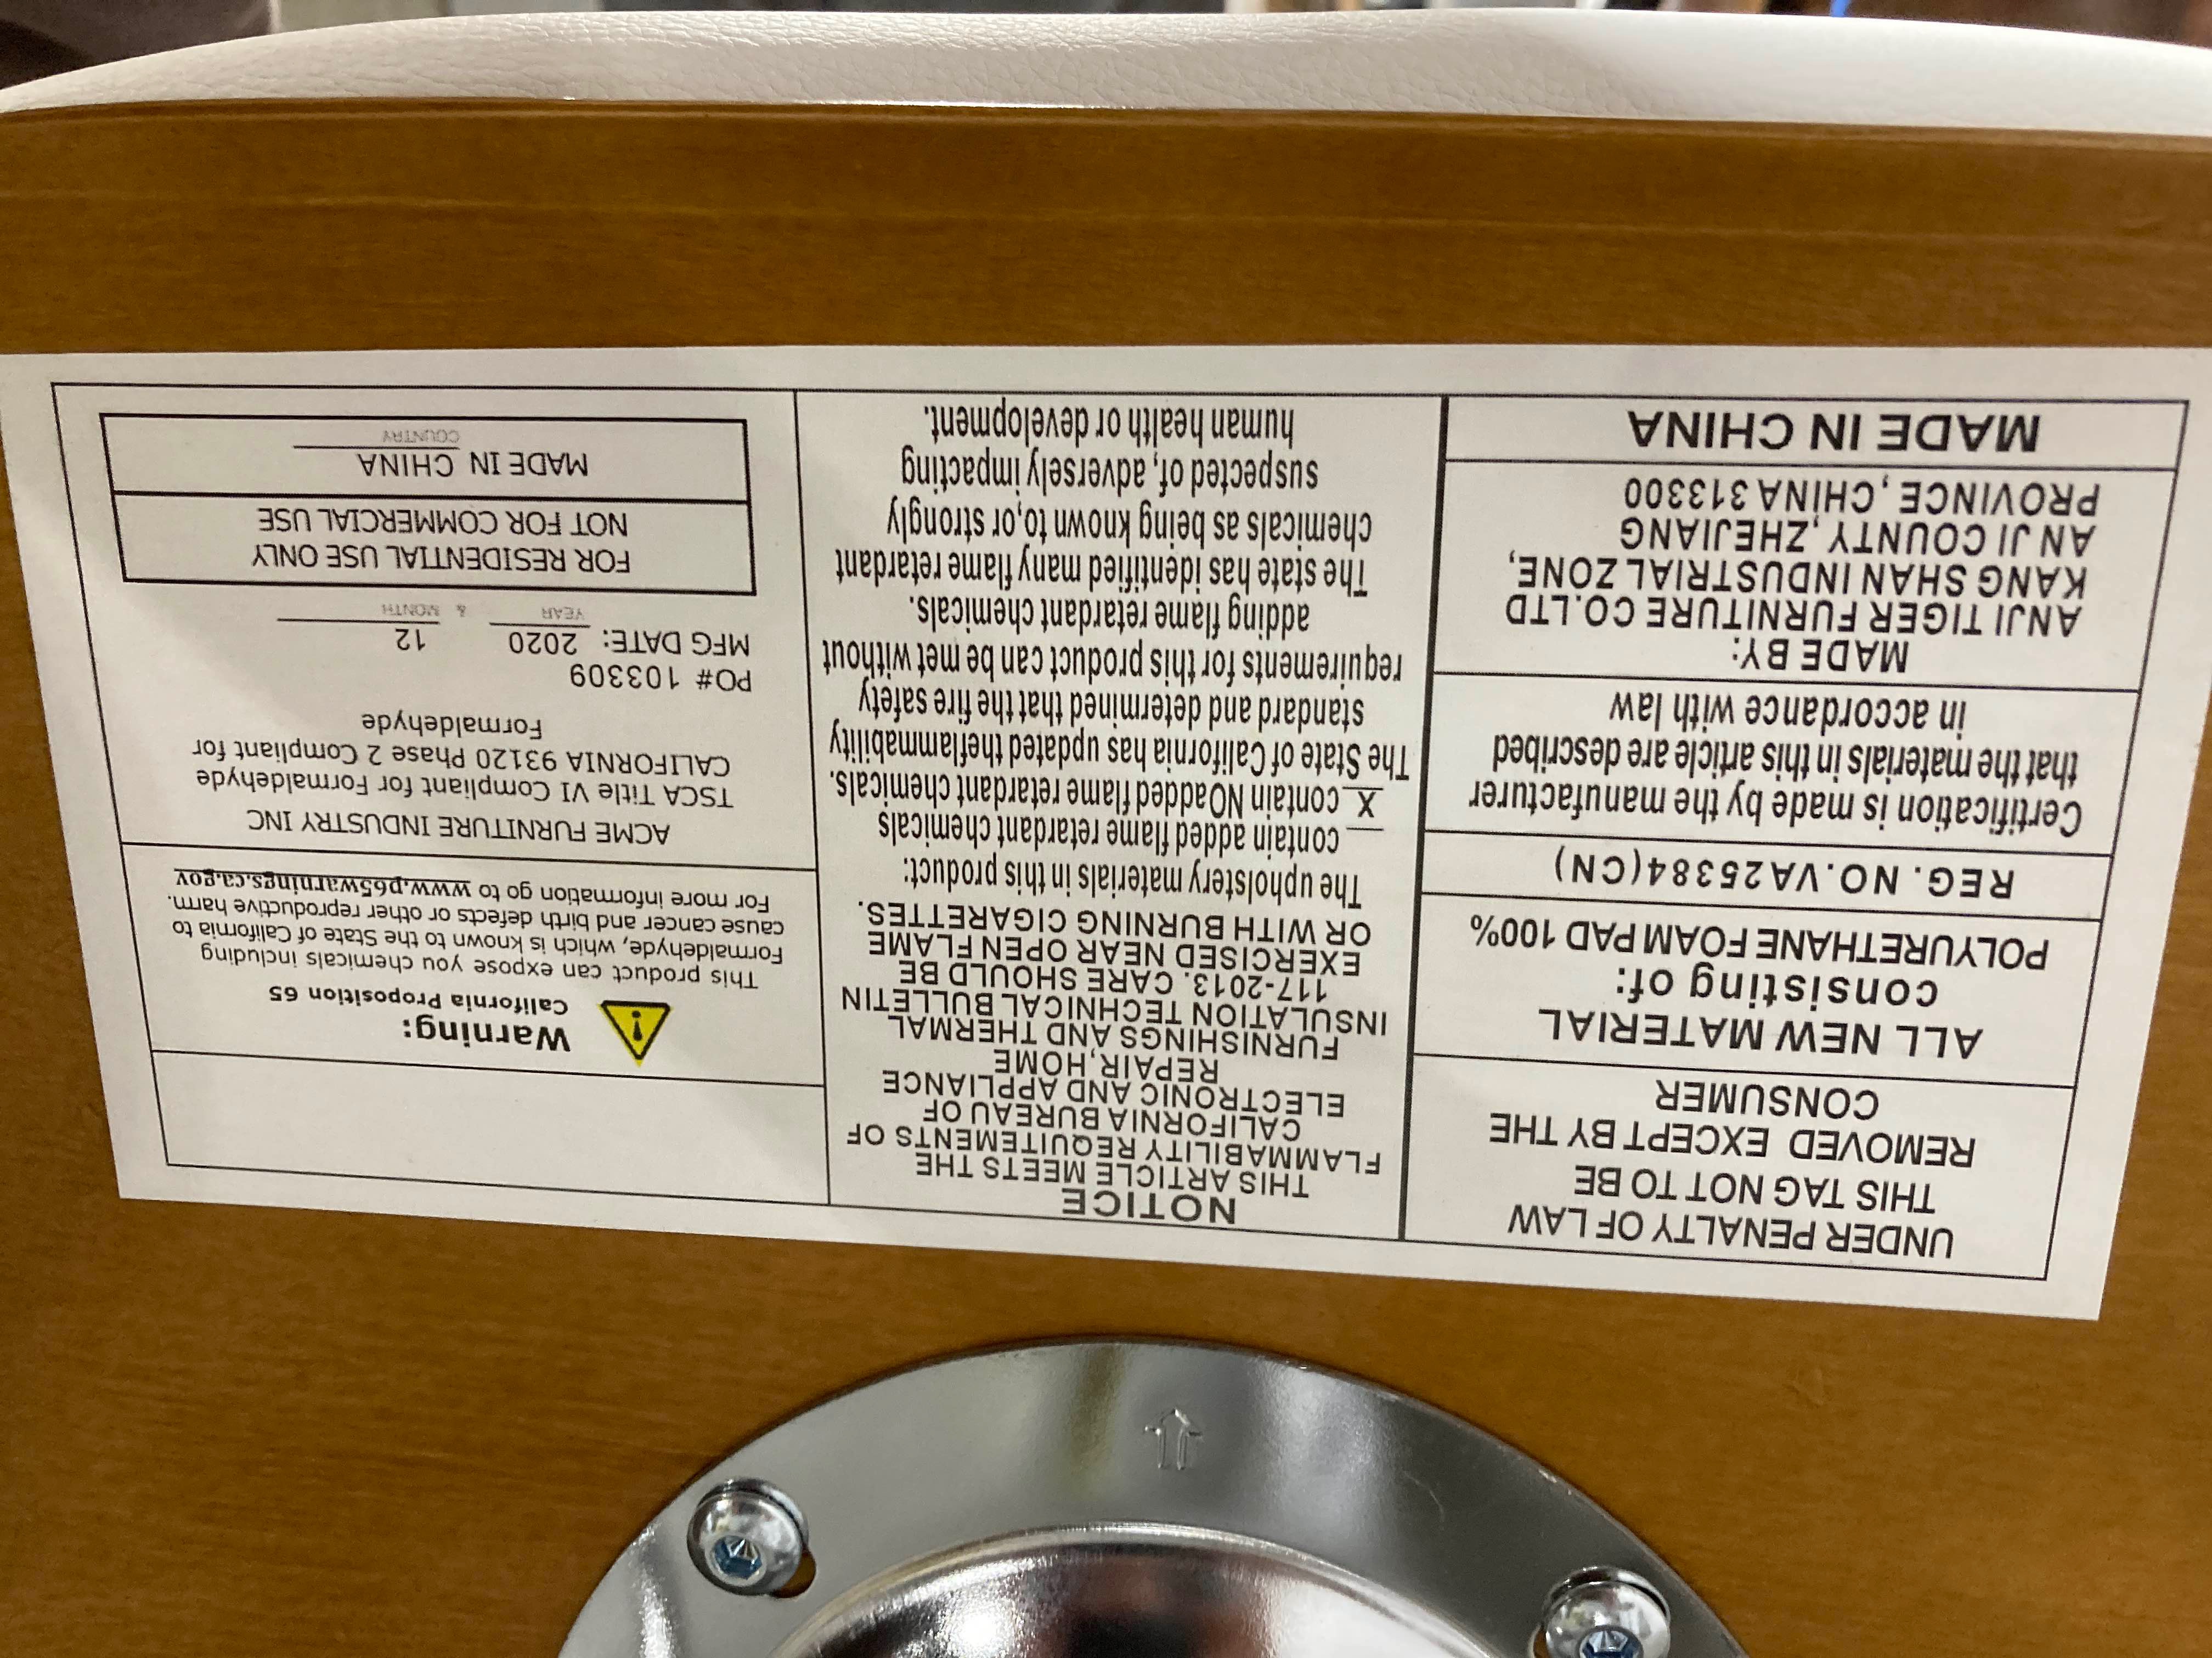 UNDER PENALTY OF LAW
THIS TAG NOT TO BE
REMOVED EXCEPT BY THE
CONSUMER
ALL NEW MATERIAL
consisting of:
POLYURETHANE FOAM PAD 100%
REG. NO. VA25384(CN)
Certification is made by the manufacturer
that the materials in this article are described
in accordance with law
MADE BY:
ANJI TIGER FURNITURE CO.LTD
KANG SHAN INDUSTRIAL ZONE,
AN JI COUNTY, ZHEJIANG
PROVINCE, CHINA 313300
MADE IN CHINA
NOTICE
THIS ARTICLE MEETS THE
FLAMMABILITY REQUITEMENTS OF
CALIFORNIA BUREAU OF
ELECTRONIC AND APPLIANCE
REPAIR, HOME
FURNISHINGS AND THERMAL
INSULATION TECHNICAL BULLETIN
117-2013. CARE SHOULD BE
EXERCISED NEAR OPEN FLAME
OR WITH BURNING CIGARETTES.
The upholstery materials in this product:
__ contain added flame retardant chemicals
X contain NOadded flame retardant chemicals.
The State of California has updated theflammability
standard and determined that the fire safety
requirements for this product can be met without
adding flame retardant chemicals.
The state has identified many flame retardant
chemicals as being known to,or strongly
suspected of, adversely impacting
human health or development.
Warning:
California Proposition 65
This product can expose you chemicals including
Formaldehyde, which is known to the State of California to
cause cancer and birth defects or other reproductive harm.
For more information go to www.p65warnings.ca.gov
ACME FURNITURE INDUSTRY INC
TSCA Title VI Compliant for Formaldehyde
CALIFORNIA 93120 Phase 2 Compliant for
Formaldehyde
PO# 103309
MFG DATE: 2020 12
YEAR & MONTH
FOR RESIDENTIAL USE ONLY
NOT FOR COMMERCIAL USE
MADE IN CHINA
COUNTRY